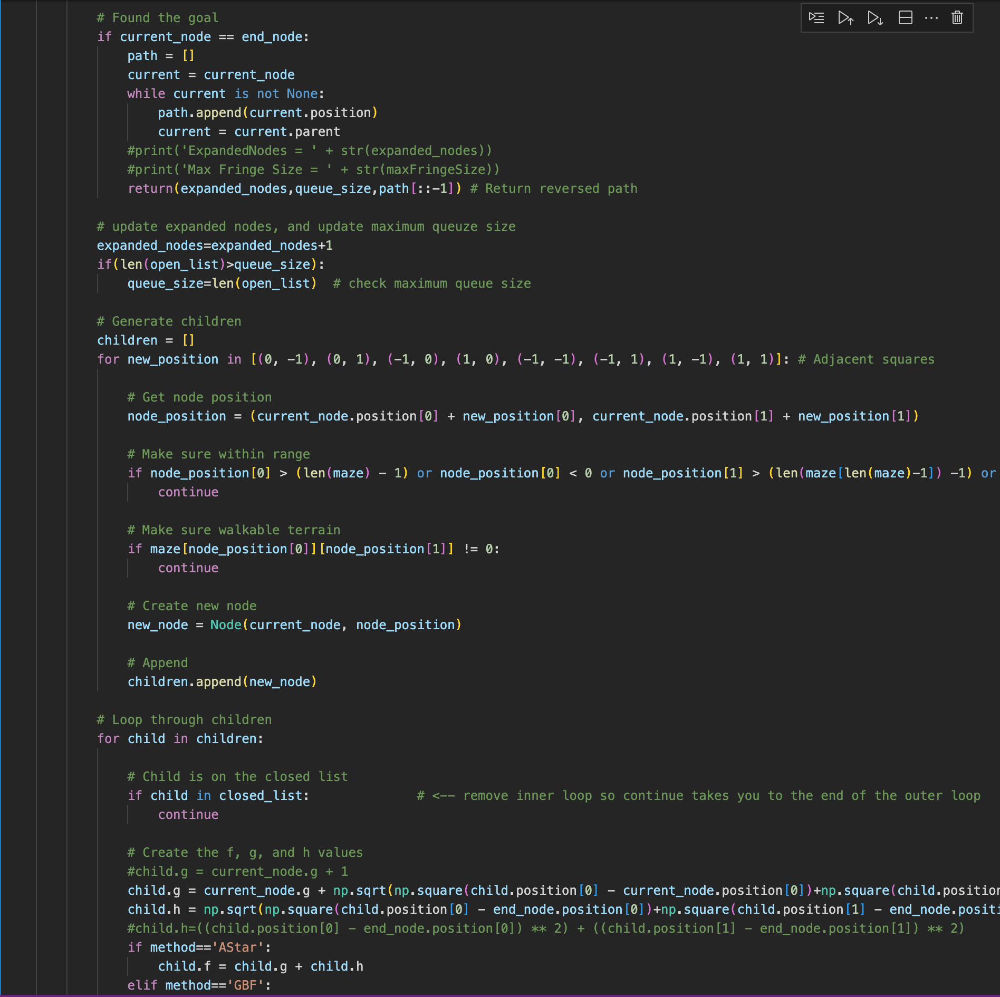 # Found the goal
if current_node == end_node:
path = []
current = current_node
while current is not None:
path.append(current.position)
current = current.parent
#print('ExpandedNodes = ' + str(expanded_nodes))
#print('Max Fringe Size = ' + str(maxFringeSize))
return(expanded_nodes,queue_size,path[::-1]) # Return reversed path
# update expanded nodes, and update maximum queuze size
expanded_nodes=expanded_nodes+1
if(len(open_list)>queue_size):
queue_size=len(open_list)  # check maximum queue size
# Generate children
children = []
for new_position in [(0, -1), (0, 1), (-1, 0), (1, 0), (-1, -1), (-1, 1), (1, -1), (1, 1)]: # Adjacent squares
# Get node position
node_position = (current_node.position[0] + new_position[0], current_node.position[1] + new_position[1])
# Make sure within range
if node_position[0] > (len(maze) - 1) or node_position[0] < 0 or node_position[1] > (len(maze[len(maze)-1]) -1) or
continue
# Make sure walkable terrain
if maze[node_position[0]][node_position[1]] != 0:
continue
# Create new node
new_node = Node(current_node, node_position)
# Append
children.append(new_node)
# Loop through children
for child in children:
# Child is on the closed list
if child in closed_list:              # <-- remove inner loop so continue takes you to the end of the outer loop
continue
# Create the f, g, and h values
#child.g = current_node.g + 1
child.g = current_node.g + np.sqrt(np.square(child.position[0] - current_node.position[0])+np.square(child.position
child.h = np.sqrt(np.square(child.position[0] - end_node.position[0])+np.square(child.position[1] - end_node.positi
#child.h=((child.position[0] - end_node.position[0]) ** 2) + ((child.position[1] - end_node.position[1]) ** 2)
if method=='AStar':
child.f = child.g + child.h
elif method=='GBF':